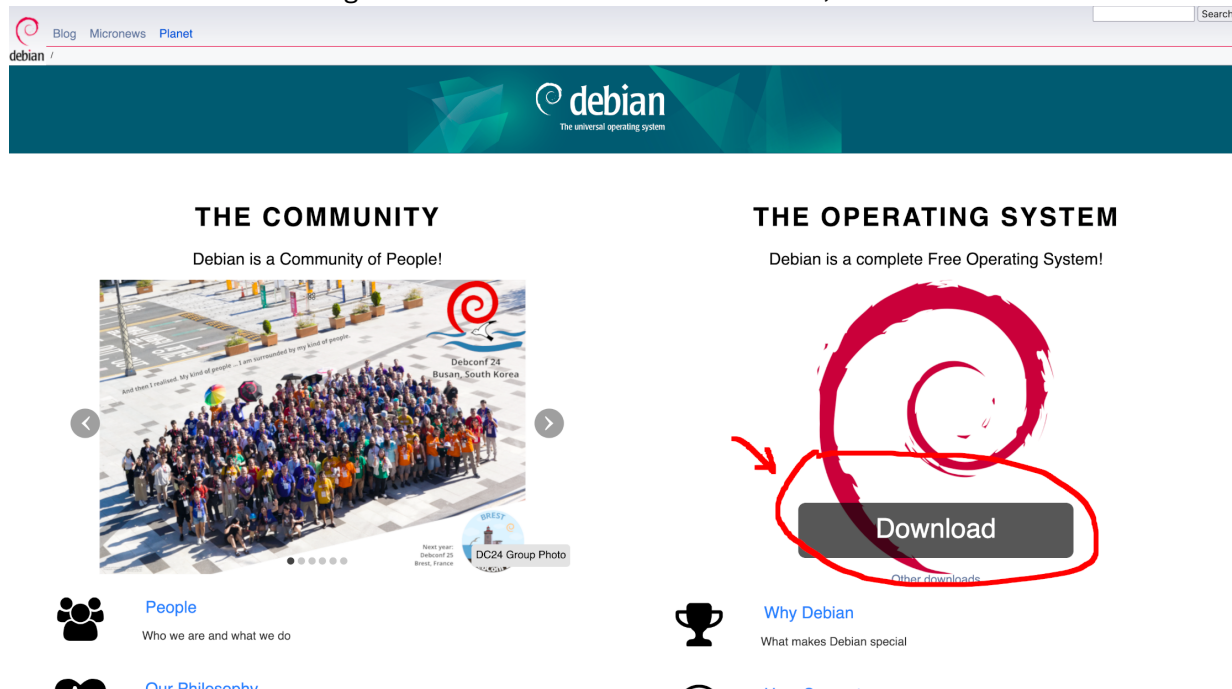 Search
Blog Micronews Planet
debian /
debian
The universal operating system
THE COMMUNITY
Debian is a Community of People!
And then I realised. My kind of people ... I am surrounded by my kind of people.
Debconf 24
Busan, South Korea
BREST
Next year:
Debconf 25
Brest, France
DC24 Group Photo
People
Who we are and what we do
Our Philosophy
THE OPERATING SYSTEM
Debian is a complete Free Operating System!
Download
Other downloads
Why Debian
What makes Debian special